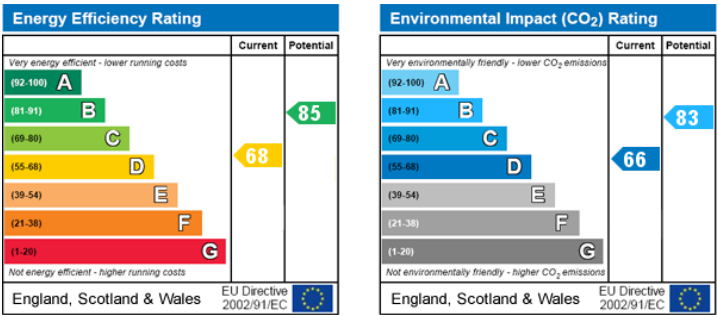 Energy Efficiency Rating
Current Potential
Very energy efficient - lower running costs
(92-100) A
(81-91) B
(69-80) C
(55-68) D
(39-54) E
(21-38) F
(1-20) G
68
85
Not energy efficient - higher running costs
England, Scotland & Wales
EU Directive
2002/91/EC
Environmental Impact (CO₂) Rating
Current Potential
Very environmentally friendly - lower CO₂ emissions
(92-100) A
(81-91) B
(69-80) C
(55-68) D
(39-54) E
(21-38) F
(1-20) G
66
83
Not environmentally friendly - higher CO₂ emissions
England, Scotland & Wales
EU Directive
2002/91/EC